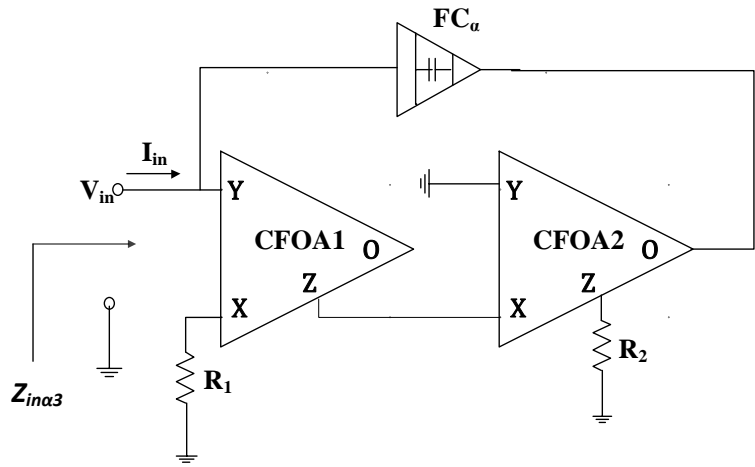 FCα
Iin
Vin
Y
CFOA1
O
Z
X
Y
CFOA2
O
Z
X
R1
R2
Zinα3